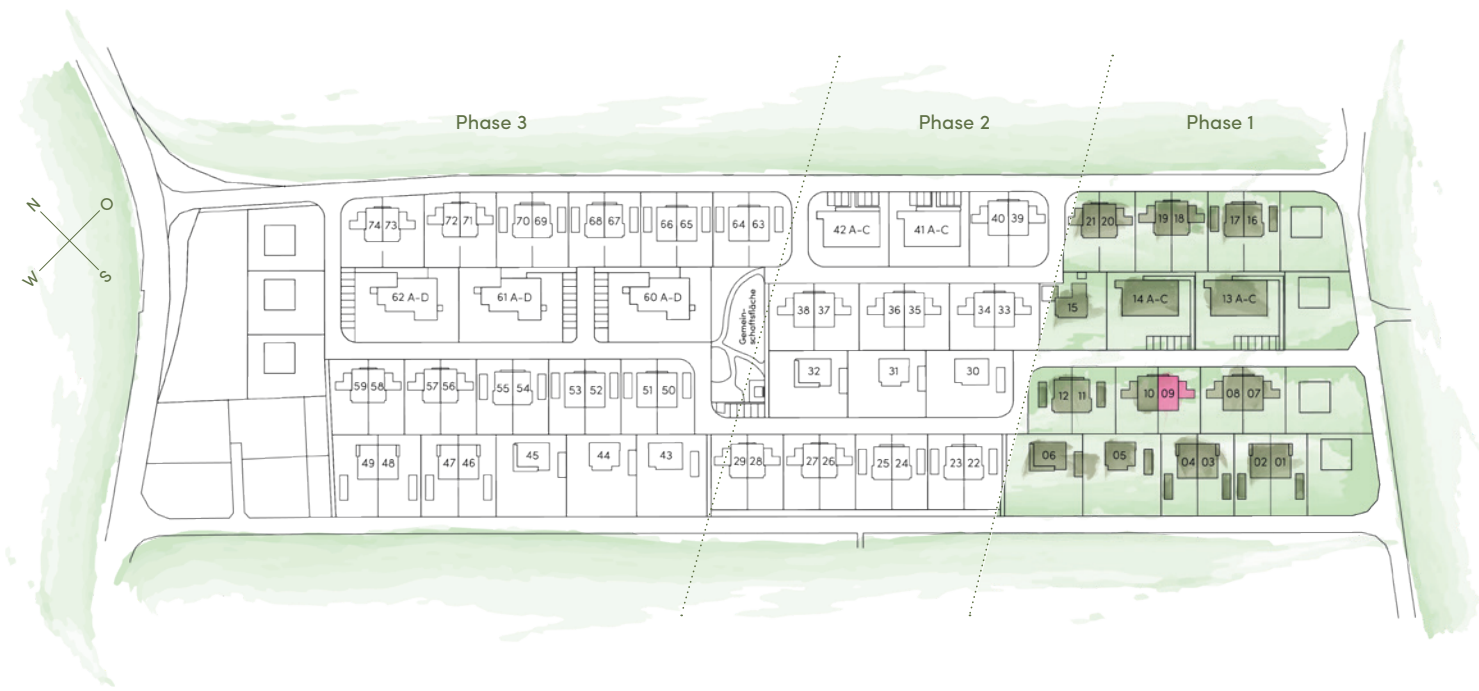 Phase 3
Phase 2
Phase 1
N
O
W
S
74 73
72 71
70 69
68 67
66 65
64 63
42 A-C
41 A-C
40 39
21 20
19 18
17 16
62 A-D
61 A-D
60 A-D
Gemein-
schaftsfläche
38 37
36 35
34 33
15
14 A-C
13 A-C
59 58
57 56
55 54
53 52
51 50
32
31
30
12 11
10 09
08 07
49 48
47 46
45
44
43
29 28
27 26
25 24
23 22
06
05
04 03
02 01